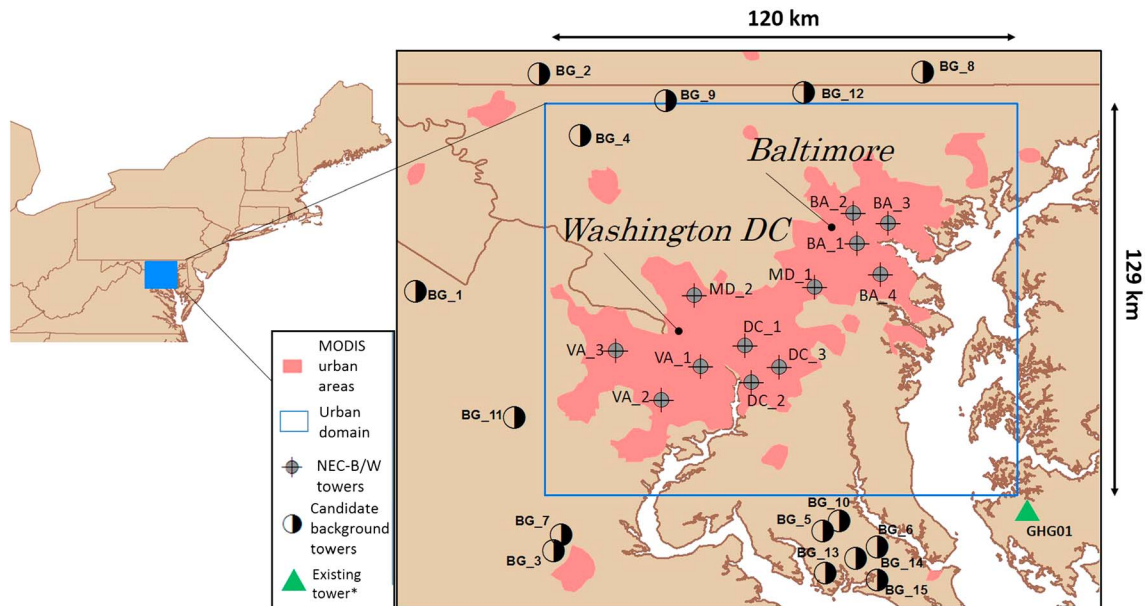 120 km
BG_2
BG_8
BG_9
BG_12
BG_4
Baltimore
BA_2
BA_3
Washington DC
BA_1
MD_1
BA_4
MD_2
BG_1
129 km
DC_1
VA_3
VA_1
DC_3
VA_2
DC_2
BG_11
BG_10
BG_7
BG_5
BG_6
GHG01
BG_3
BG_13
BG_14
BG_15
MODIS
urban
areas
Urban
domain
NEC-B/W
towers
Candidate
background
towers
Existing
tower*